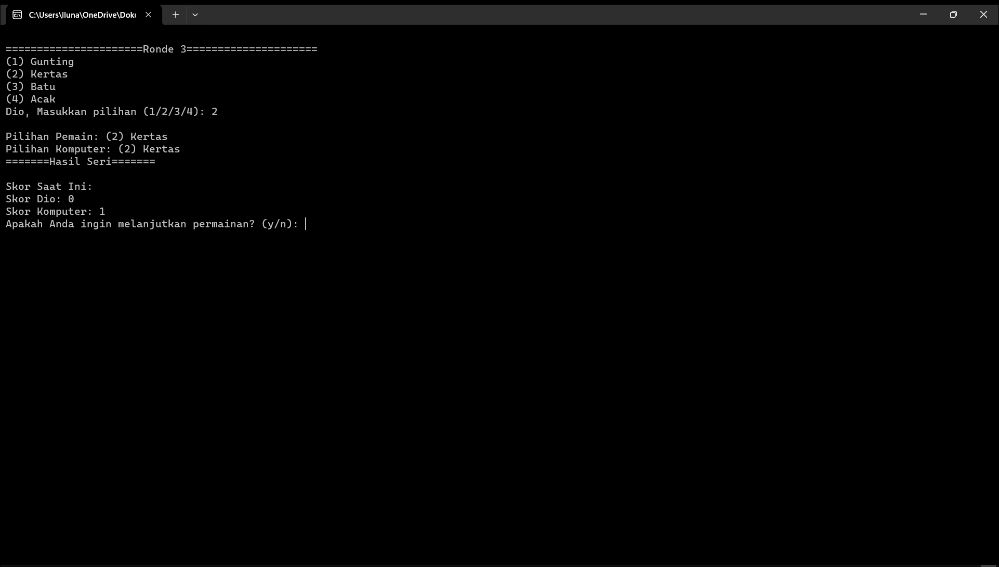 C:\Users\lluna\OneDrive\Doku
======================Ronde 3=====================
(1) Gunting
(2) Kertas
(3) Batu
(4) Acak
Dio, Masukkan pilihan (1/2/3/4): 2
Pilihan Pemain: (2) Kertas
Pilihan Komputer: (2) Kertas
=======Hasil Seri=======
Skor Saat Ini:
Skor Dio: 0
Skor Komputer: 1
Apakah Anda ingin melanjutkan permainan? (y/n):